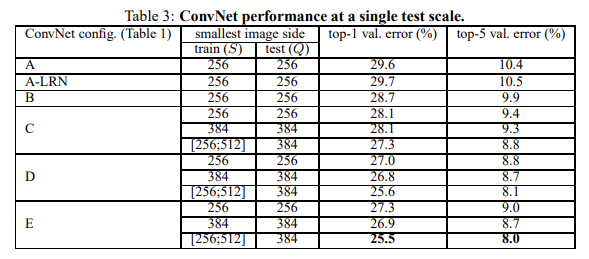 Table 3: ConvNet performance at a single test scale.
ConvNet config. (Table 1) smallest image side top-1 val. error (%) top-5 val. error (%)
train (S) test (Q)
A 256 256 29.6 10.4
A-LRN 256 256 29.7 10.5
B 256 256 28.7 9.9
C 256 256 28.1 9.4
384 384 28.1 9.3
[256;512] 384 27.3 8.8
D 256 256 27.0 8.8
384 384 26.8 8.7
[256;512] 384 25.6 8.1
E 256 256 27.3 9.0
384 384 26.9 8.7
[256;512] 384 25.5 8.0